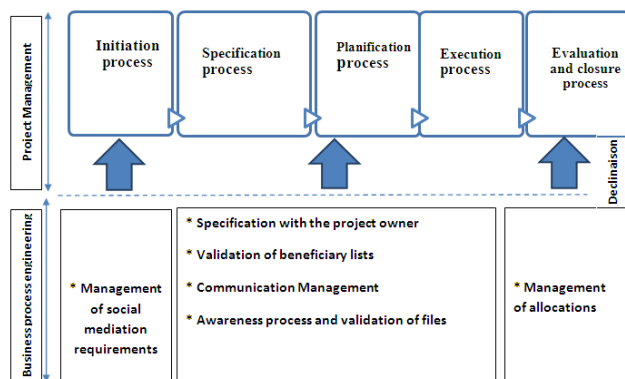 Project Management
Initiation
process
Specification
process
Planification
process
Execution
process
Evaluation
and closure
process
Declinaison
Business process engineering
* Management
of social
mediation
requirements
* Specification with the project owner
* Validation of beneficiary lists
* Communication Management
* Awareness process and validation of files
* Management
of allocations